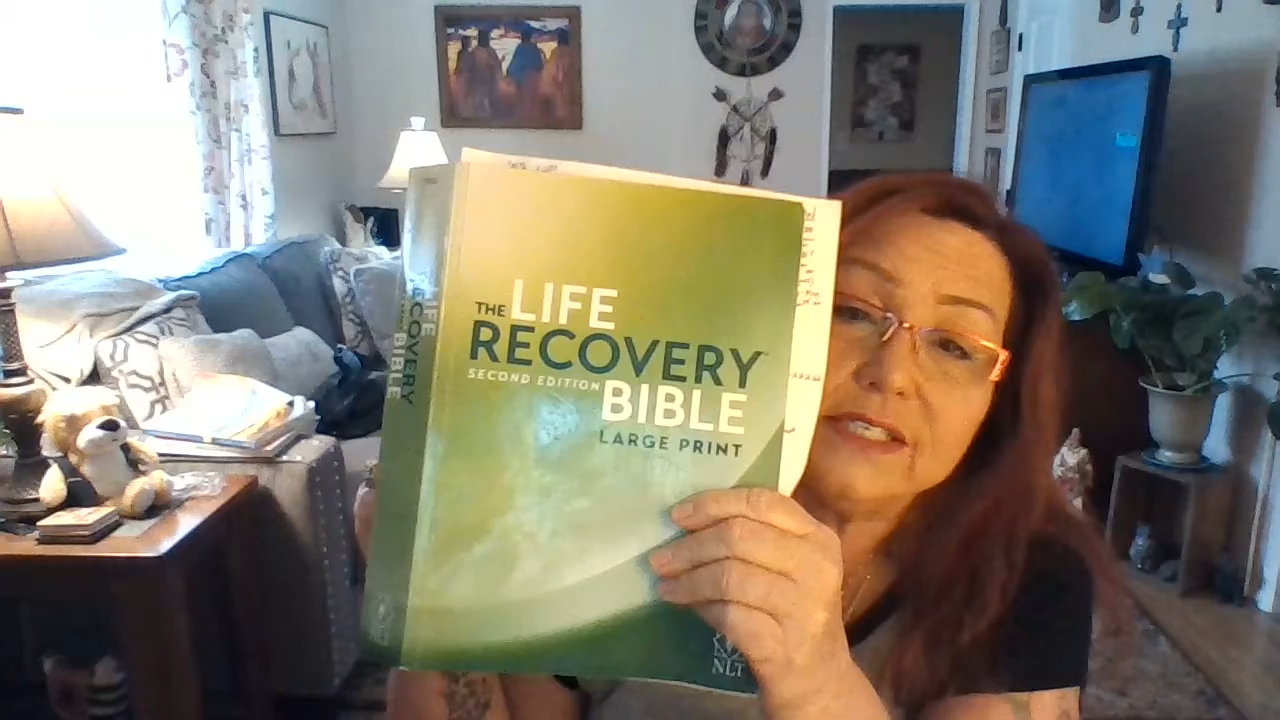 THE LIFE
RECOVERY
SECOND EDITION BIBLE
LARGE PRINT
NLT
LIFE
RECOVERY
BIBLE